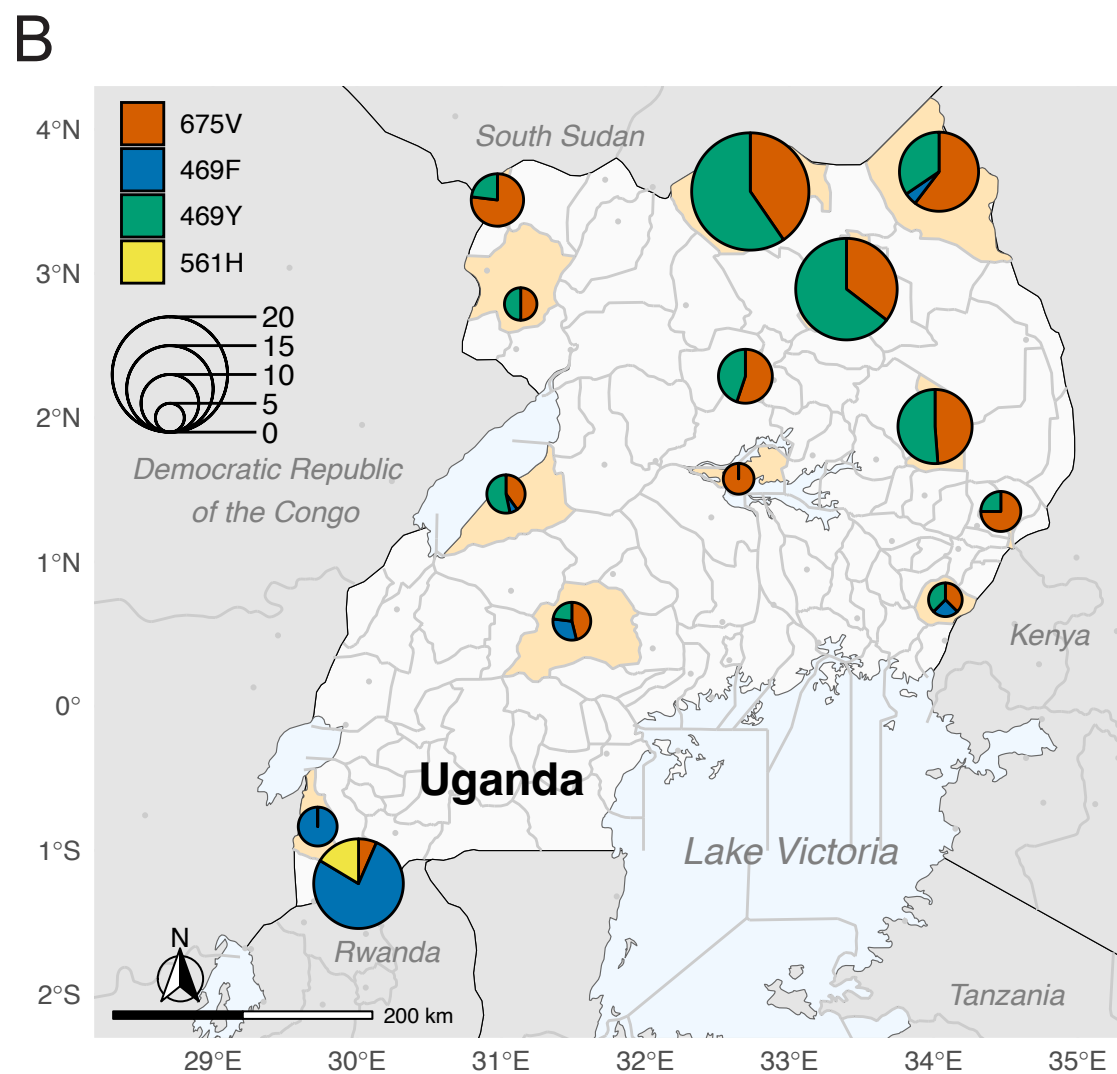 B
4°N
3°N
2°N
1°N
0°
1°S
2°S
675V
469F
469Y
561H
20
15
10
5
0
South Sudan
Democratic Republic
of the Congo
Kenya
Uganda
Lake Victoria
Rwanda
Tanzania
N
200 km
29°E
30°E
31°E
32°E
33°E
34°E
35°E